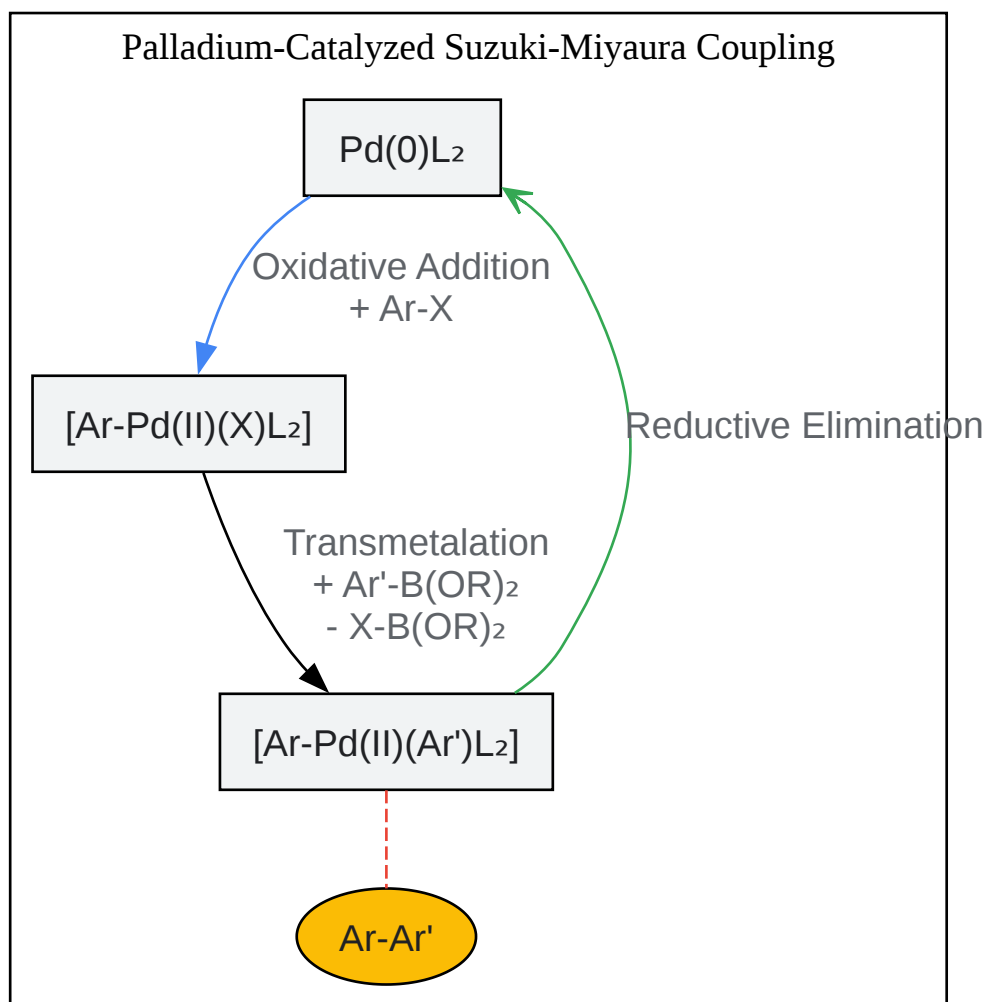 Palladium-Catalyzed Suzuki-Miyaura Coupling
Pd(0)L₂
Oxidative Addition
+ Ar-X
[Ar-Pd(II)(X)L₂]
Reductive Elimination
Transmetalation
+ Ar'-B(OR)₂
- X-B(OR)₂
[Ar-Pd(II)(Ar')L₂]
Ar-Ar'